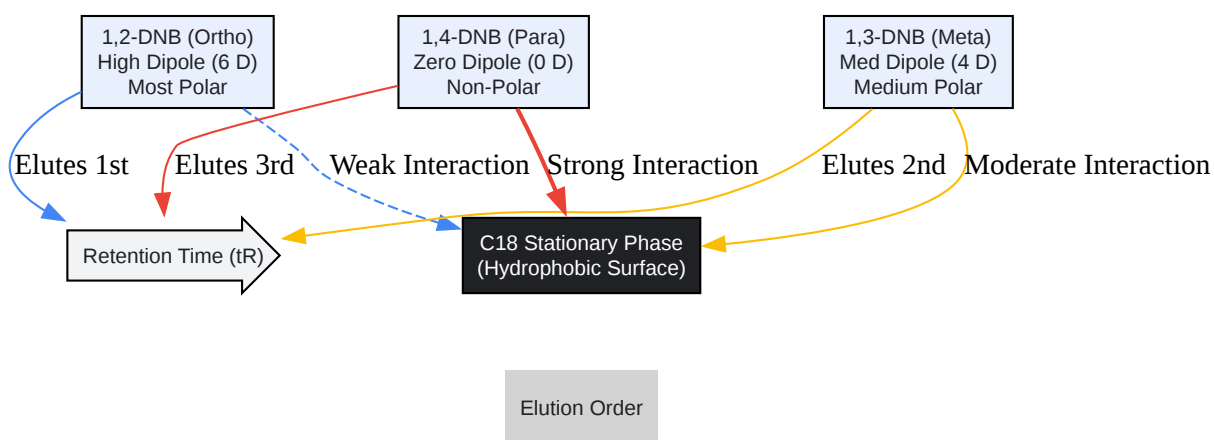 1,2-DNB (Ortho)
High Dipole (6 D)
Most Polar
1,4-DNB (Para)
Zero Dipole (0 D)
Non-Polar
1,3-DNB (Meta)
Med Dipole (4 D)
Medium Polar
Elutes 1st
Elutes 3rd
Weak Interaction
Strong Interaction
Elutes 2nd
Moderate Interaction
Retention Time (tR)
C18 Stationary Phase
(Hydrophobic Surface)
Elution Order